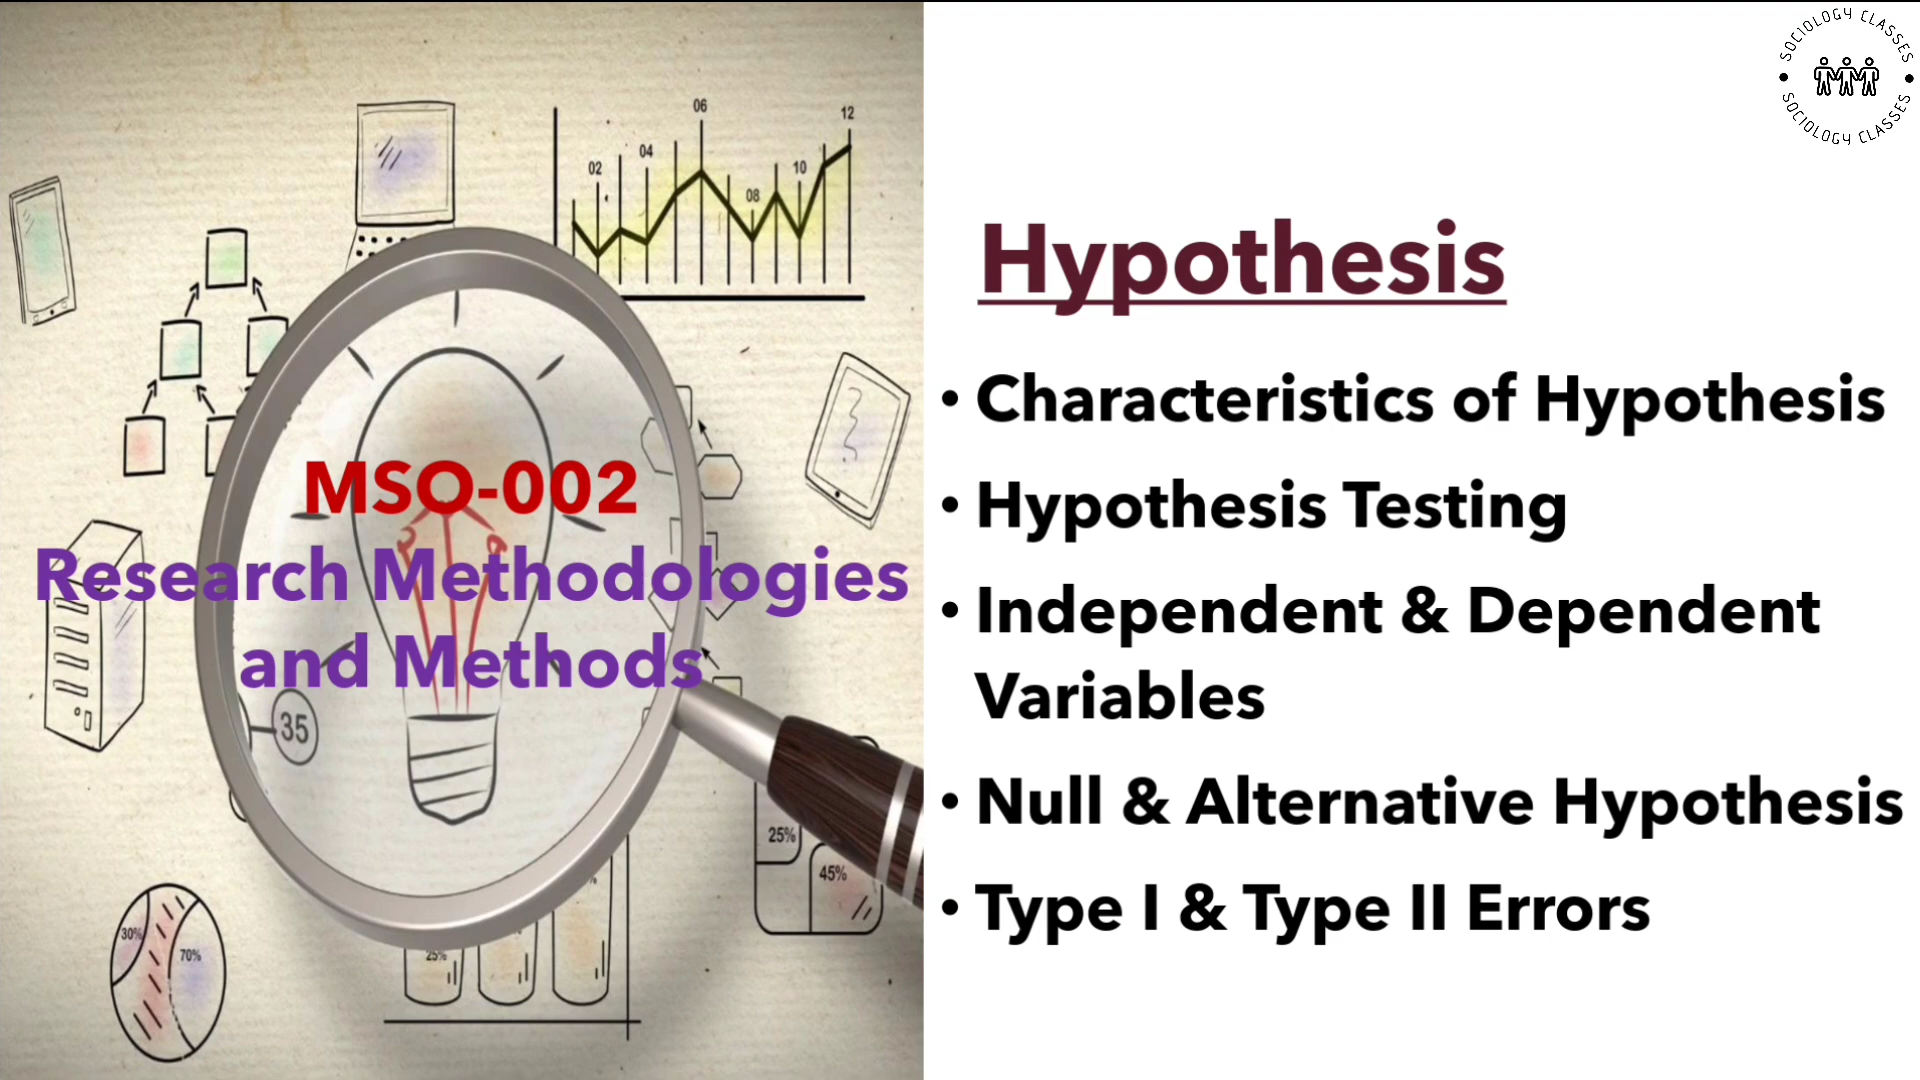 SOCIOLOGY CLASSES
SOCIOLOGY CLASSES
06
12
04
02
10
08
MSO-002
Research Methodologies
and Methods
35
25%
45%
30%
70%
25%
Hypothesis
• Characteristics of Hypothesis
• Hypothesis Testing
• Independent & Dependent
Variables
• Null & Alternative Hypothesis
• Type I & Type II Errors